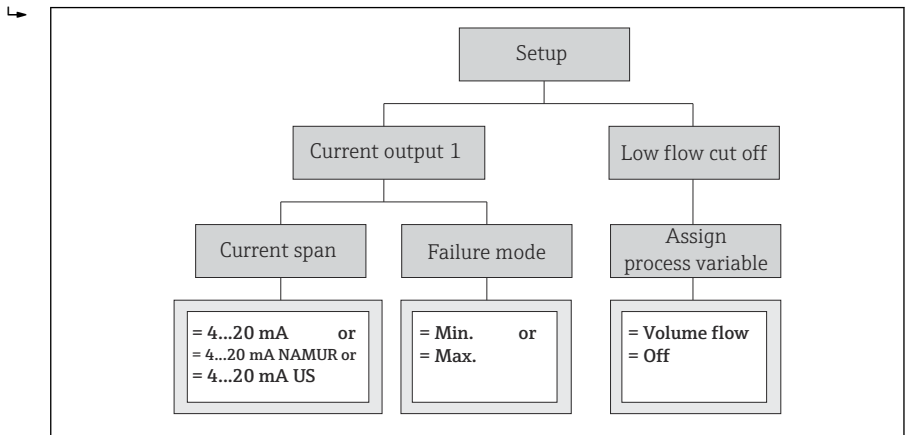 Setup
Current output 1
Low flow cut off
Current span
Failure mode
Assign
process variable
= 4...20 mA or
= 4...20 mA NAMUR or
= 4...20 mA US
= Min. or
= Max.
= Volume flow
= Off